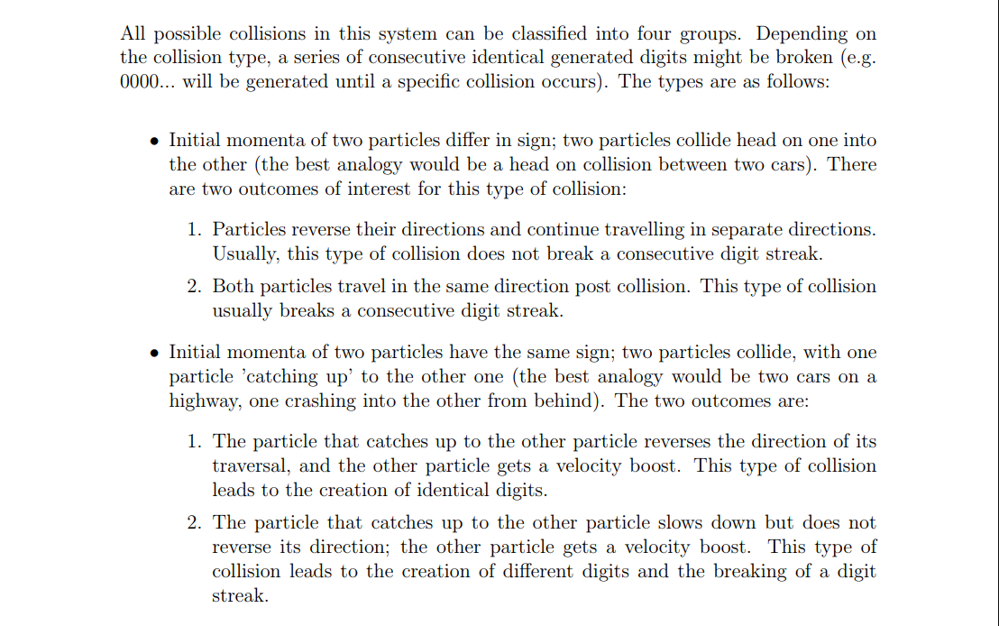 All possible collisions in this system can be classified into four groups. Depending on
the collision type, a series of consecutive identical generated digits might be broken (e.g.
0000... will be generated until a specific collision occurs). The types are as follows:
• Initial momenta of two particles differ in sign; two particles collide head on one into
the other (the best analogy would be a head on collision between two cars). There
are two outcomes of interest for this type of collision:
1. Particles reverse their directions and continue travelling in separate directions.
Usually, this type of collision does not break a consecutive digit streak.
2. Both particles travel in the same direction post collision. This type of collision
usually breaks a consecutive digit streak.
• Initial momenta of two particles have the same sign; two particles collide, with one
particle 'catching up' to the other one (the best analogy would be two cars on a
highway, one crashing into the other from behind). The two outcomes are:
1. The particle that catches up to the other particle reverses the direction of its
traversal, and the other particle gets a velocity boost. This type of collision
leads to the creation of identical digits.
2. The particle that catches up to the other particle slows down but does not
reverse its direction; the other particle gets a velocity boost. This type of
collision leads to the creation of different digits and the breaking of a digit
streak.